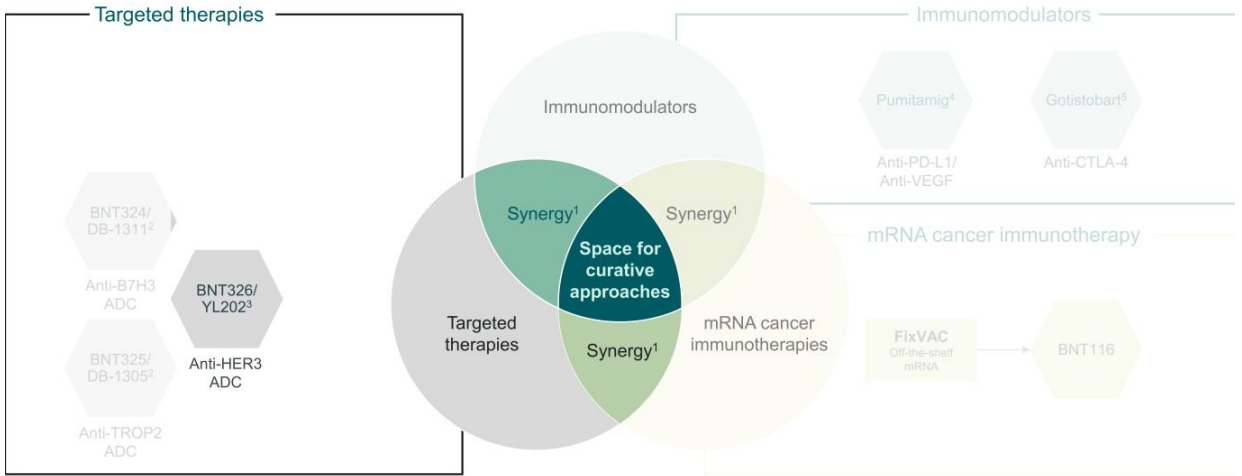 Targeted therapies
BNT324/
DB-1311²
Anti-B7H3
ADC
BNT326/
YL202³
Anti-HER3
ADC
BNT325/
DB-1305²
Anti-TROP2
ADC
Immunomodulators
Synergy¹
Synergy¹
Space for
curative
approaches
Targeted
therapies
mRNA cancer
immunotherapies
Synergy¹
Immunomodulators
Pumitamig⁴
Anti-PD-L1/
Anti-VEGF
Gotistobart⁵
Anti-CTLA-4
mRNA cancer immunotherapy
FixVAC
Off-the-shelf
mRNA
BNT116